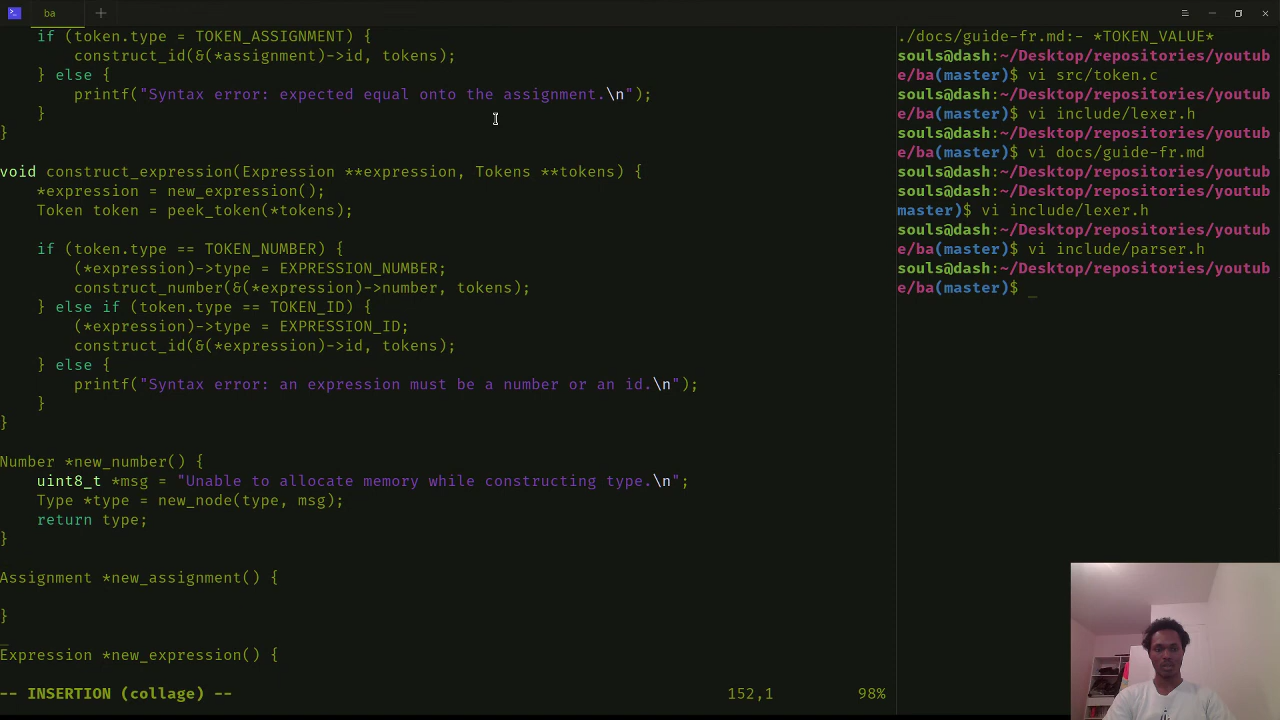 ba
if (token.type = TOKEN_ASSIGNMENT) {
construct_id(&(*assignment)->id, tokens);
} else {
printf("Syntax error: expected equal onto the assignment.\n");
}
}
void construct_expression(Expression **expression, Tokens **tokens) {
*expression = new_expression();
Token token = peek_token(*tokens);
if (token.type == TOKEN_NUMBER) {
(*expression)->type = EXPRESSION_NUMBER;
construct_number(&(*expression)->number, tokens);
} else if (token.type == TOKEN_ID) {
(*expression)->type = EXPRESSION_ID;
construct_id(&(*expression)->id, tokens);
} else {
printf("Syntax error: an expression must be a number or an id.\n");
}
}
Number *new_number() {
uint8_t *msg = "Unable to allocate memory while constructing type.\n";
Type *type = new_node(type, msg);
return type;
}
Assignment *new_assignment() {
}
Expression *new_expression() {
-- INSERTION (collage) -- 152,1 98%
./docs/guide-fr.md:- *TOKEN_VALUE*
souls@dash:~/Desktop/repositories/youtub
e/ba(master)$ vi src/token.c
souls@dash:~/Desktop/repositories/youtub
e/ba(master)$ vi include/lexer.h
souls@dash:~/Desktop/repositories/youtub
e/ba(master)$ vi docs/guide-fr.md
souls@dash:~/Desktop/repositories/youtub
souls@dash:~/Desktop/repositories/youtub
master)$ vi include/lexer.h
souls@dash:~/Desktop/repositories/youtub
e/ba(master)$ vi include/parser.h
souls@dash:~/Desktop/repositories/youtub
e/ba(master)$ _